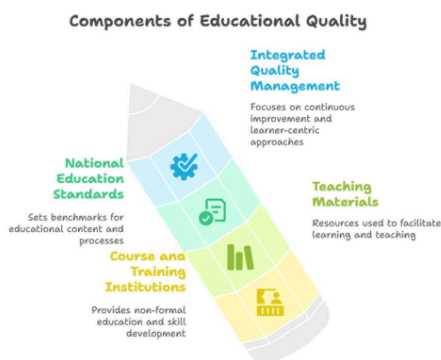 Components of Educational Quality
Integrated
Quality
Management
Focuses on continuous
improvement and
learner-centric
approaches
National
Education
Standards
Sets benchmarks for
educational content and
processes
Teaching
Materials
Resources used to facilitate
learning and teaching
Course and
Training
Institutions
Provides non-formal
education and skill
development